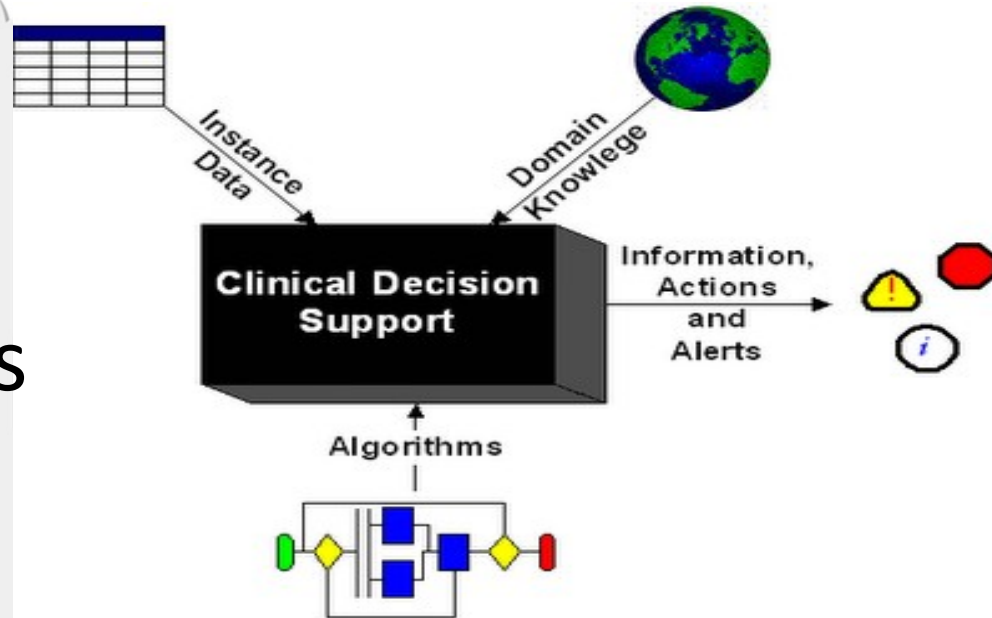 Instance
Data
Domain
Knowlege
Clinical Decision
Support
Information,
Actions
and
Alerts
s
Algorithms
!
i